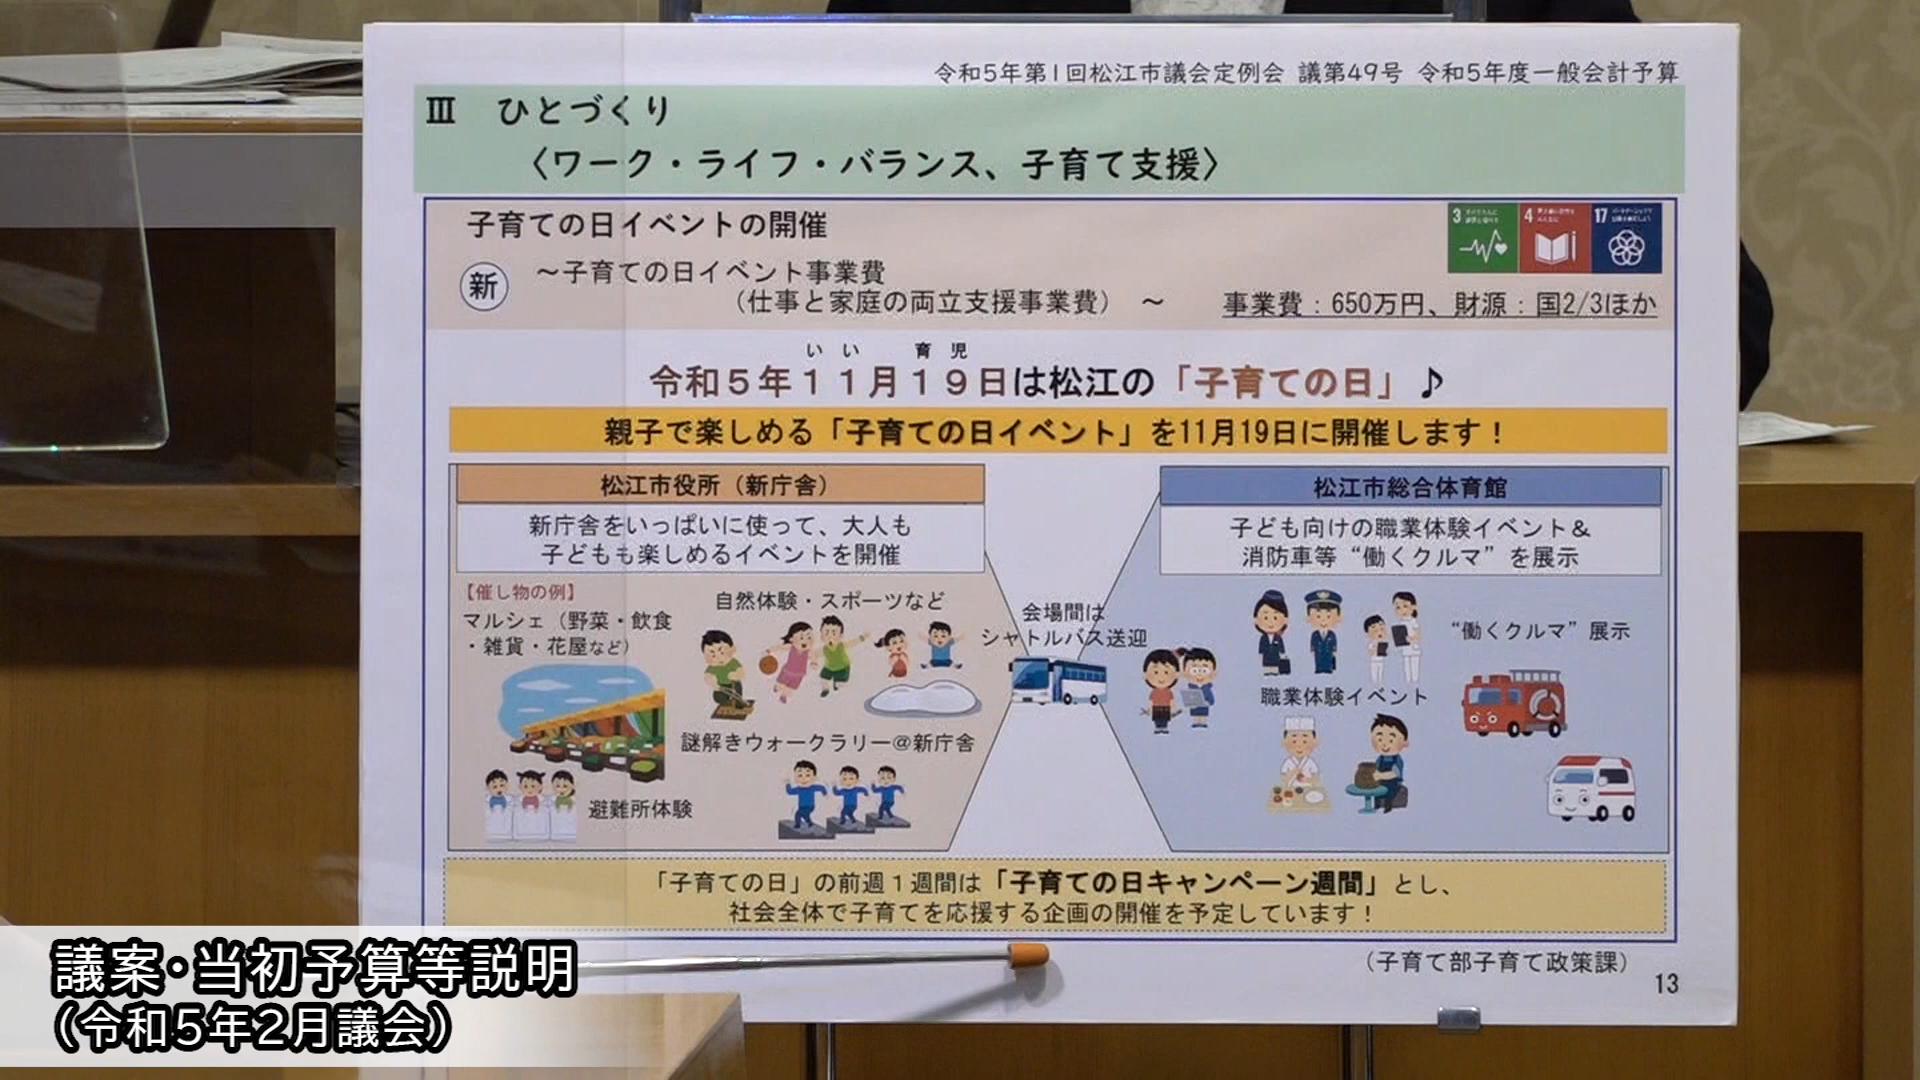 令和5年第1回松江市議会定例会 議第49号 令和5年度一般会計予算
Ⅲ ひとづくり
〈ワーク・ライフ・バランス、子育て支援〉
子育ての日イベントの開催
3
4
17
新
～子育ての日イベント事業費
（仕事と家庭の両立支援事業費） ～
事業費：650万円、財源：国2/3ほか
いい 育児
令和５年１１月１９日は松江の「子育ての日」♪
親子で楽しめる「子育ての日イベント」を11月19日に開催します！
松江市役所（新庁舎）
新庁舎をいっぱいに使って、大人も
子どもも楽しめるイベントを開催
【催し物の例】
マルシェ（野菜・飲食
・雑貨・花屋など）
自然体験・スポーツなど
謎解きウォークラリー＠新庁舎
避難所体験
会場間は
シャトルバス送迎
松江市総合体育館
子ども向けの職業体験イベント＆
消防車等“働くクルマ”を展示
“働くクルマ”展示
職業体験イベント
「子育ての日」の前週１週間は「子育ての日キャンペーン週間」とし、
社会全体で子育てを応援する企画の開催を予定しています！
（子育て部子育て政策課）
13
議案・当初予算等説明
（令和5年2月議会）